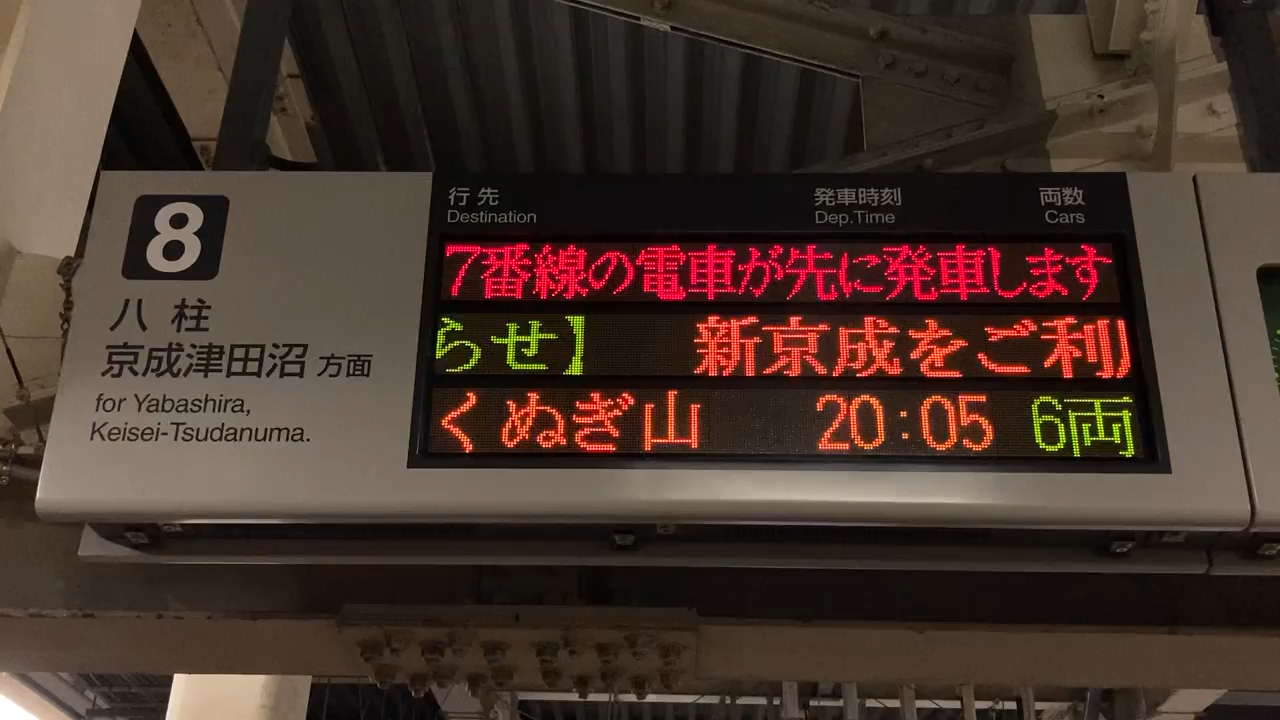 8
八柱
京成津田沼 方面
for Yabashira,
Keisei-Tsudanuma.
行先 発車時刻 両数
Destination Dep.Time Cars
7番線の電車が先に発車します
らせ】 新京成をご利
くぬぎ山 20:05 6両